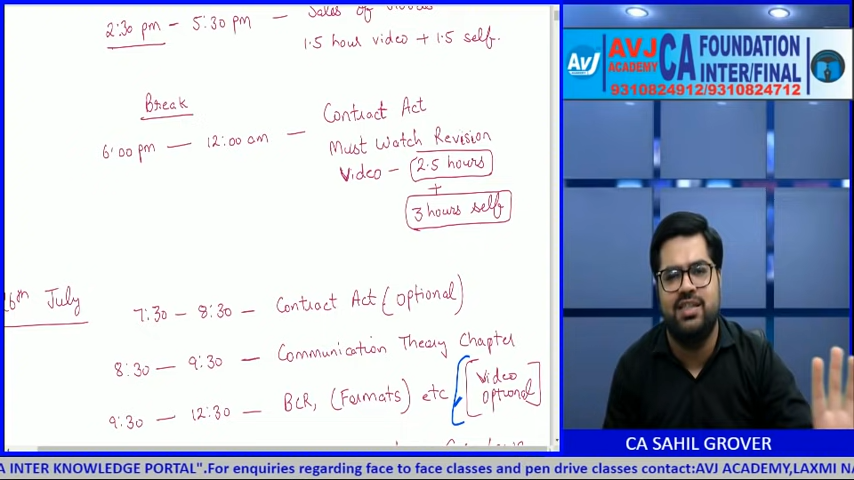 2:30 pm - 5:30 pm - Sales of
1.5 hour video + 1.5 self.
Break
6:00 pm — 12:00 am — Contract Act
Must Watch Revision
Video - 2.5 hours
+
3 hours self
26th July
7:30 - 8:30 - Contract Act (Optional)
8:30 - 9:30 - Communication Theory Chapter
9:30 - 12:30 - BCR, (Formats) etc [Video
Optional]
AVJ
AVJ
ACADEMY
CA
FOUNDATION
INTER/FINAL
9310824912/9310824712
CA SAHIL GROVER
A INTER KNOWLEDGE PORTAL".For enquiries regarding face to face classes and pen drive classes contact:AVJ ACADEMY,LAXMI NA